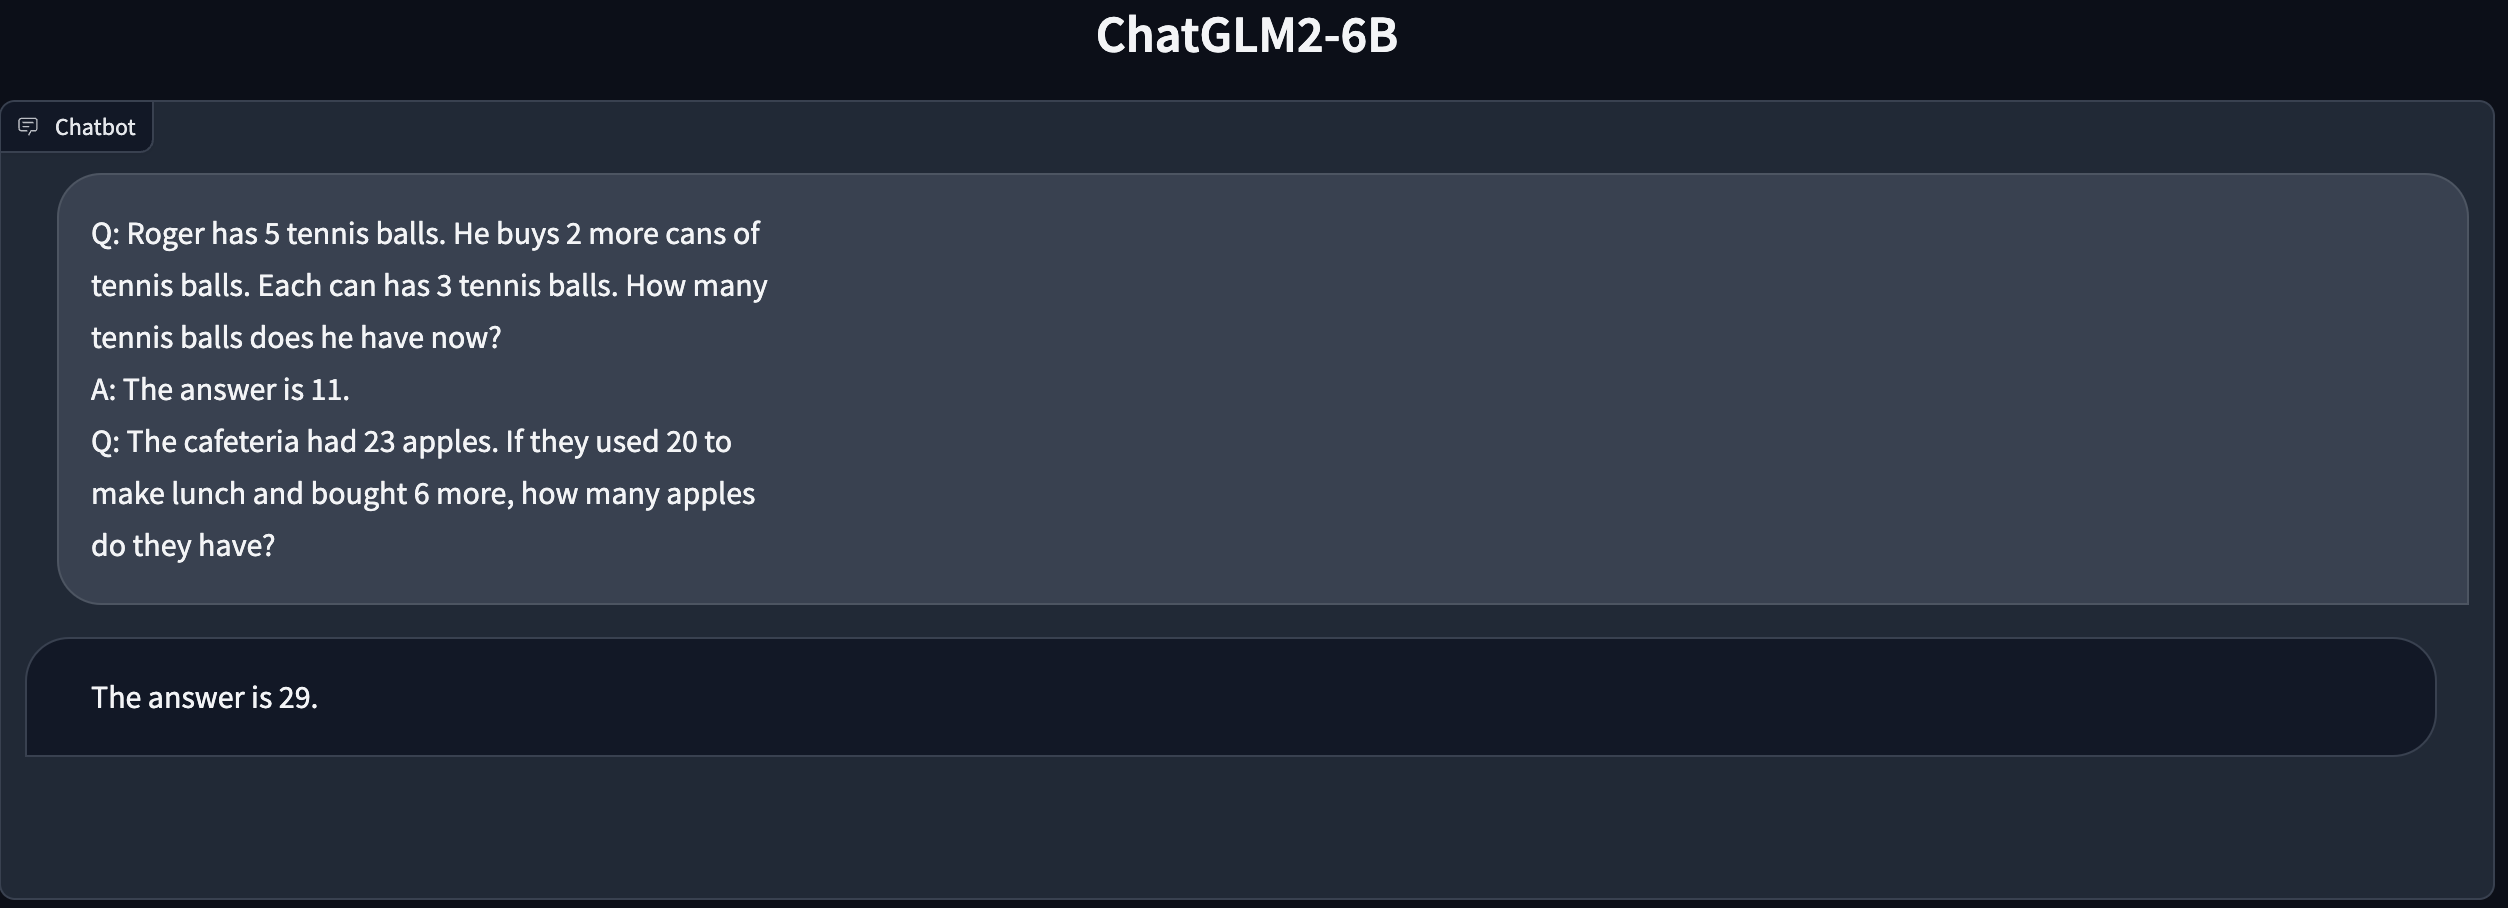 ChatGLM2-6B
Chatbot
Q: Roger has 5 tennis balls. He buys 2 more cans of
tennis balls. Each can has 3 tennis balls. How many
tennis balls does he have now?
A: The answer is 11.
Q: The cafeteria had 23 apples. If they used 20 to
make lunch and bought 6 more, how many apples
do they have?
The answer is 29.